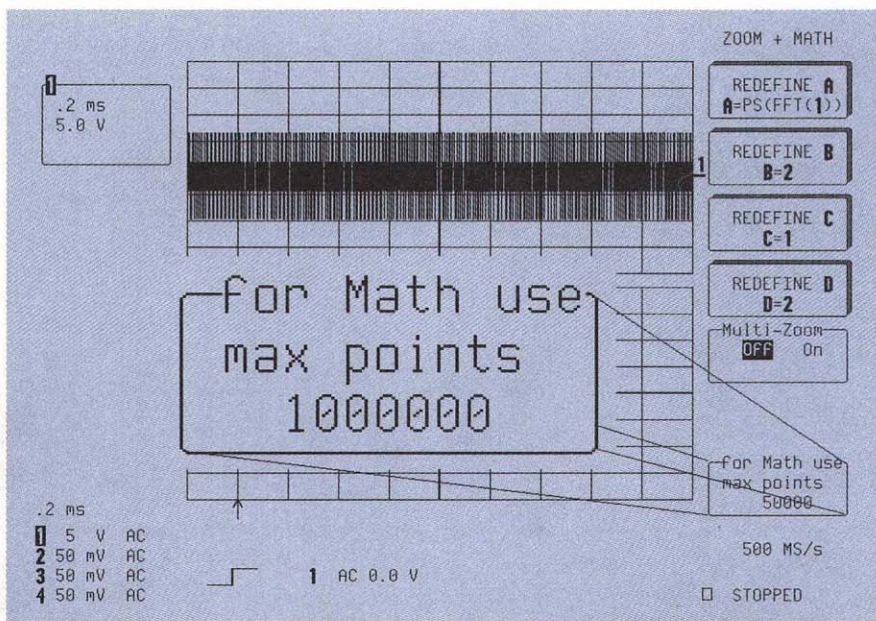 ZOOM + MATH
1
.2 ms
5.0 V
REDEFINE A
A=PS(FFT(1))
REDEFINE B
B=2
REDEFINE C
C=1
REDEFINE D
D=2
Multi-Zoom
OFF On
1
for Math use
max points
1000000
for Math use
max points
50000
.2 ms
1 5 V AC
2 50 mV AC
3 50 mV AC
4 50 mV AC
1 AC 0.0 V
500 MS/s
STOPPED